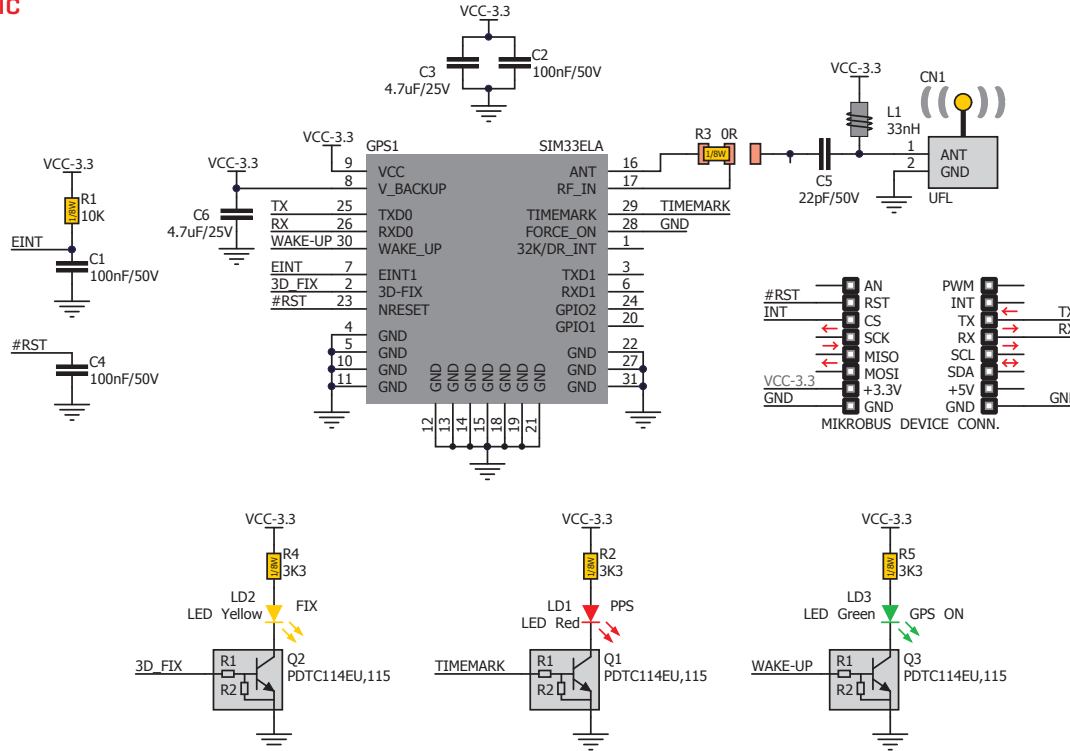 IC
VCC-3.3
C3
4.7uF/25V
C2
100nF/50V
VCC-3.3
R1
1/8W
10K
EINT
C1
100nF/50V
#RST
C4
100nF/50V
VCC-3.3
VCC-3.3
C6
4.7uF/25V
GPS1
SIM33ELA
9 VCC
8 V_BACKUP
TX 25 TXD0
RX 26 RXD0
WAKE-UP 30 WAKE_UP
EINT 7 EINT1
3D_FIX 2 3D-FIX
#RST 23 NRESET
4 GND
5 GND
10 GND
11 GND
ANT 16
RF_IN 17
TIMEMARK 29 TIMEMARK
FORCE_ON 28 GND
32K/DR_INT 1
TXD1 3
RXD1 6
GPIO2 24
GPIO1 20
GND 22
GND 27
GND 31
GND GND GND GND GND GND GND
12 13 14 15 18 19 21
R3 0R
1/8W
C5
22pF/50V
VCC-3.3
L1
33nH
CN1
1 ANT
2 GND
UFL
AN
#RST RST
INT CS
SCK
MISO
MOSI
VCC-3.3 +3.3V
GND GND
PWM
INT
TX TX
RX RX
SCL
SDA
+5V
GND
MIKROBUS DEVICE CONN.
VCC-3.3
R4
1/8W
3K3
LD2
LED Yellow
FIX
3D_FIX
R1
R2
Q2
PDTC114EU,115
VCC-3.3
R2
1/8W
3K3
LD1
LED Red
PPS
TIMEMARK
R1
R2
Q1
PDTC114EU,115
VCC-3.3
R5
1/8W
3K3
LD3
LED Green
GPS ON
WAKE-UP
R1
R2
Q3
PDTC114EU,115